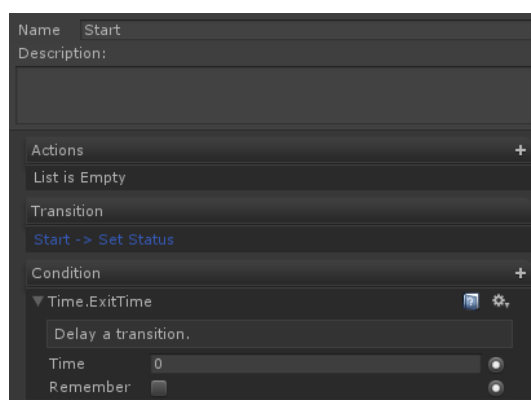 Name Start
Description:
Actions +
List is Empty
Transition
Start -> Set Status
Condition +
Time.ExitTime
Delay a transition.
Time 0
Remember